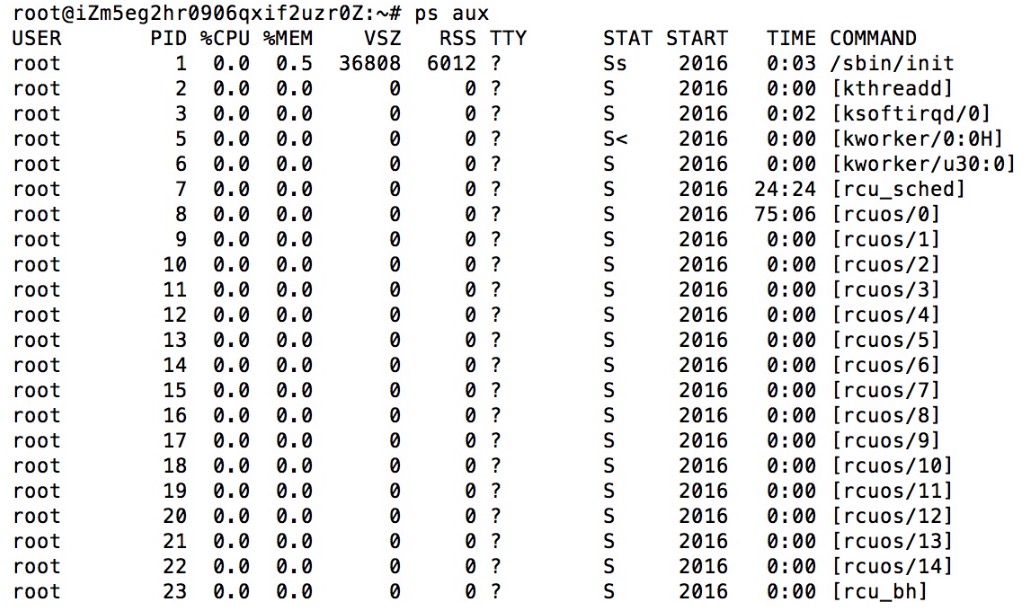 root@iZm5eg2hr0906qxif2uzr0Z:~# ps aux
USER       PID %CPU %MEM    VSZ   RSS TTY      STAT START   TIME COMMAND
root         1  0.0  0.5  36808  6012 ?        Ss    2016   0:03 /sbin/init
root         2  0.0  0.0      0     0 ?        S     2016   0:00 [kthreadd]
root         3  0.0  0.0      0     0 ?        S     2016   0:02 [ksoftirqd/0]
root         5  0.0  0.0      0     0 ?        S<    2016   0:00 [kworker/0:0H]
root         6  0.0  0.0      0     0 ?        S     2016   0:00 [kworker/u30:0]
root         7  0.0  0.0      0     0 ?        S     2016  24:24 [rcu_sched]
root         8  0.0  0.0      0     0 ?        S     2016  75:06 [rcuos/0]
root         9  0.0  0.0      0     0 ?        S     2016   0:00 [rcuos/1]
root        10  0.0  0.0      0     0 ?        S     2016   0:00 [rcuos/2]
root        11  0.0  0.0      0     0 ?        S     2016   0:00 [rcuos/3]
root        12  0.0  0.0      0     0 ?        S     2016   0:00 [rcuos/4]
root        13  0.0  0.0      0     0 ?        S     2016   0:00 [rcuos/5]
root        14  0.0  0.0      0     0 ?        S     2016   0:00 [rcuos/6]
root        15  0.0  0.0      0     0 ?        S     2016   0:00 [rcuos/7]
root        16  0.0  0.0      0     0 ?        S     2016   0:00 [rcuos/8]
root        17  0.0  0.0      0     0 ?        S     2016   0:00 [rcuos/9]
root        18  0.0  0.0      0     0 ?        S     2016   0:00 [rcuos/10]
root        19  0.0  0.0      0     0 ?        S     2016   0:00 [rcuos/11]
root        20  0.0  0.0      0     0 ?        S     2016   0:00 [rcuos/12]
root        21  0.0  0.0      0     0 ?        S     2016   0:00 [rcuos/13]
root        22  0.0  0.0      0     0 ?        S     2016   0:00 [rcuos/14]
root        23  0.0  0.0      0     0 ?        S     2016   0:00 [rcu_bh]